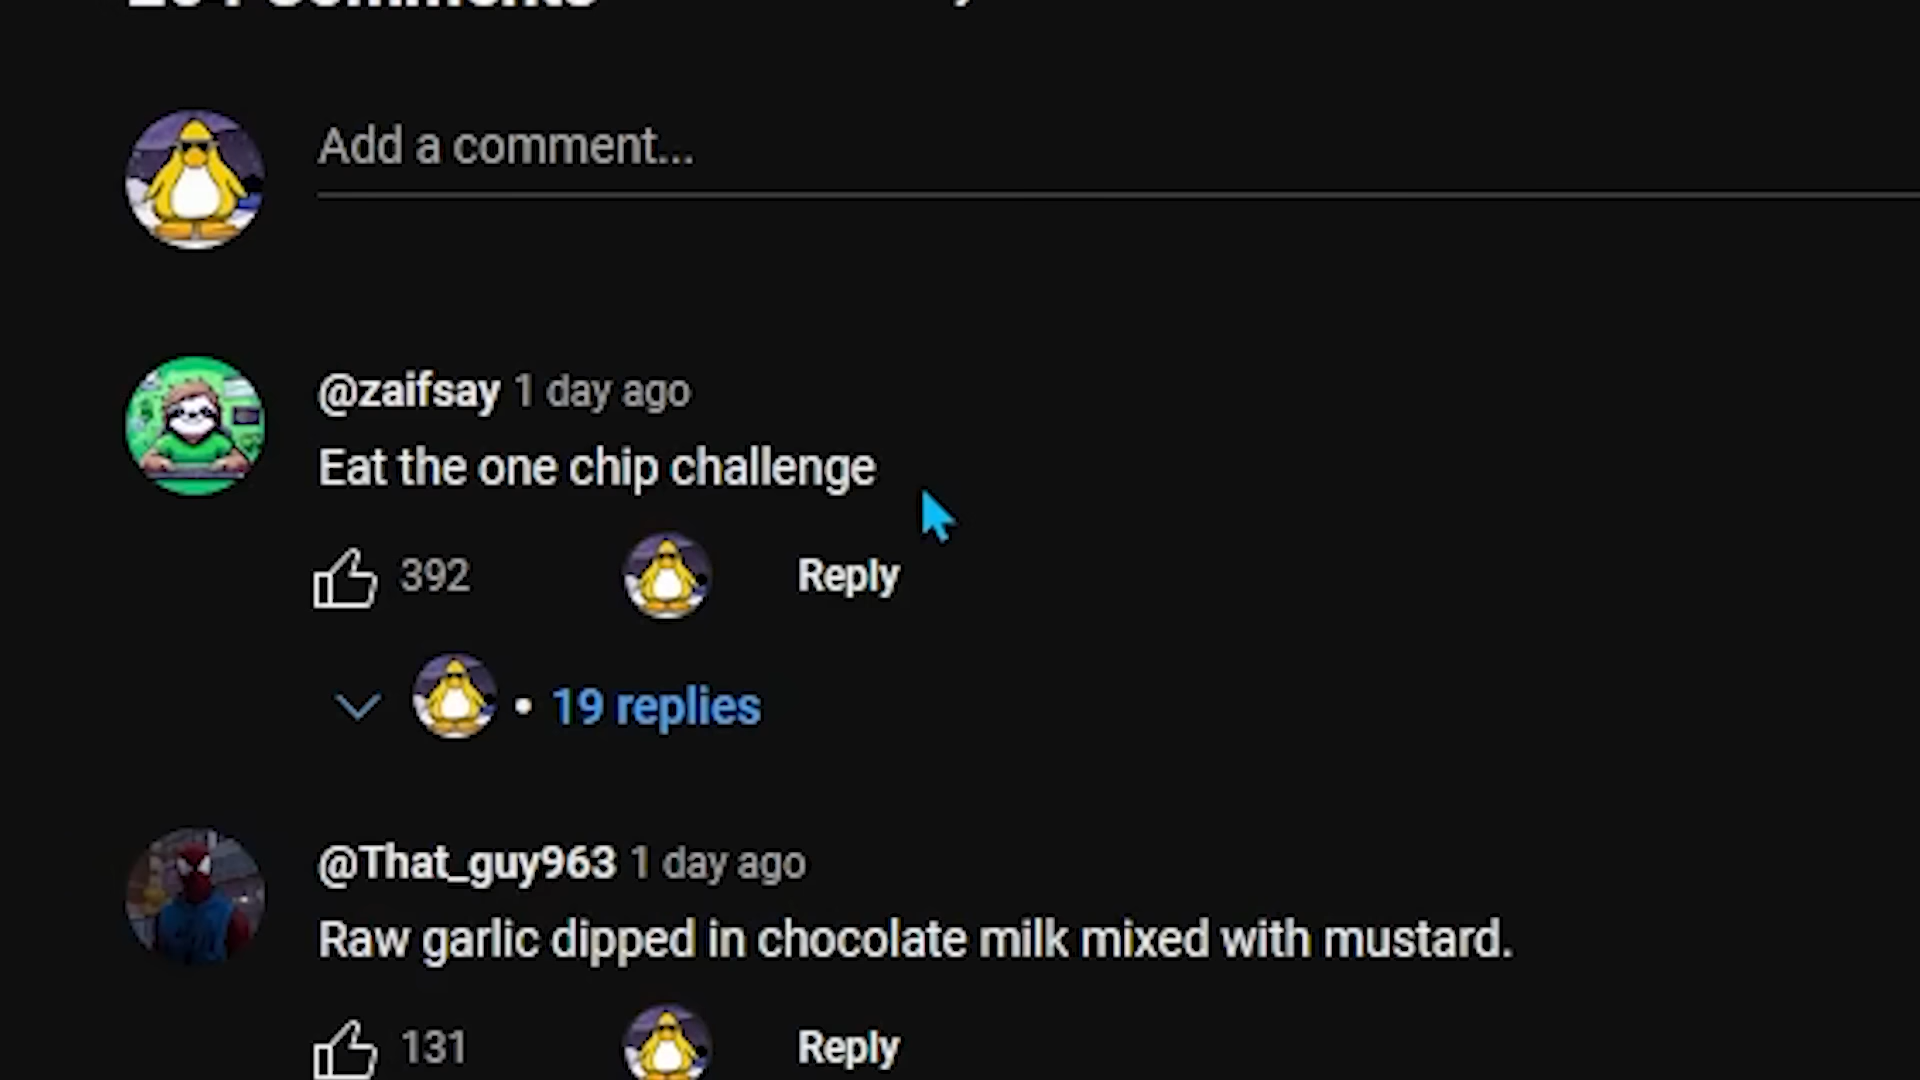 Comments
Add a comment...
@zaifsay 1 day ago
Eat the one chip challenge
392
Reply
• 19 replies
@That_guy963 1 day ago
Raw garlic dipped in chocolate milk mixed with mustard.
131
Reply